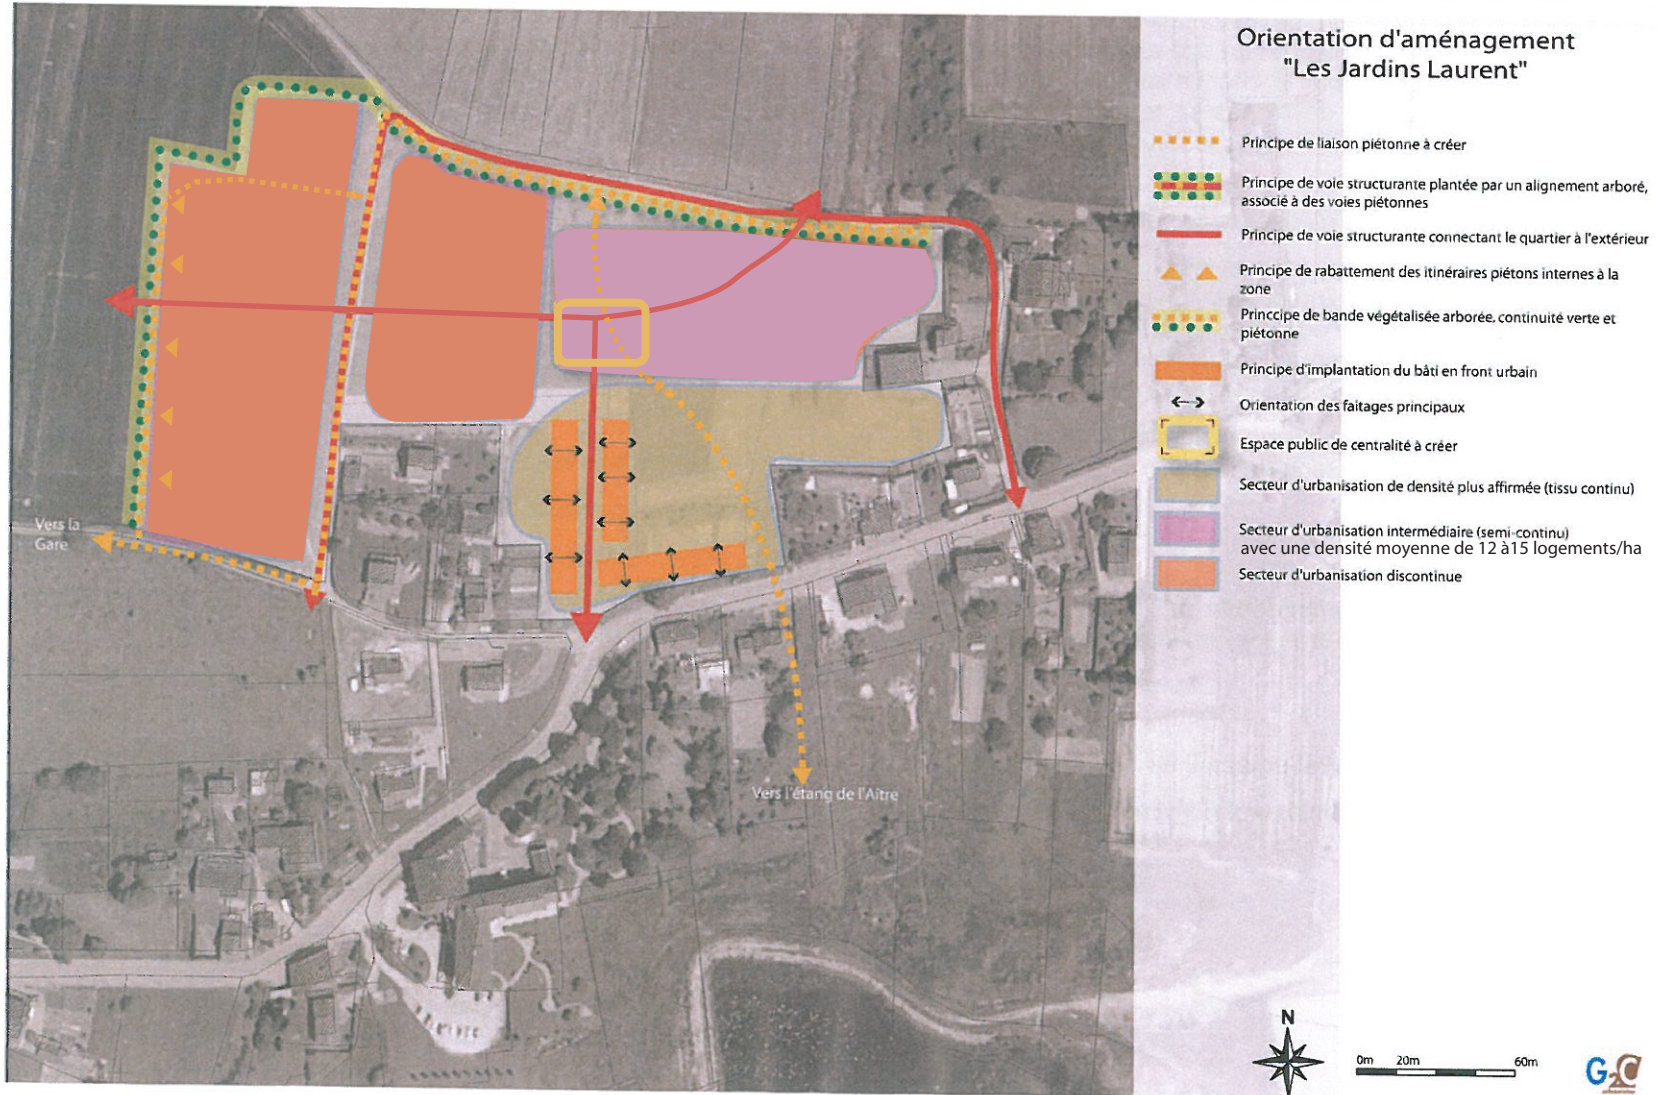 Orientation d'aménagement
"Les Jardins Laurent"
Principe de liaison piétonne à créer
Principe de voie structurante plantée par un alignement arboré,
associé à des voies piétonnes
Principe de voie structurante connectant le quartier à l'extérieur
Principe de rabattement des itinéraires piétons internes à la
zone
Princcipe de bande végétalisée arborée, continuité verte et
piétonne
Principe d'implantation du bâti en front urbain
Orientation des faitages principaux
Espace public de centralité à créer
Secteur d'urbanisation de densité plus affirmée (tissu continu)
Secteur d'urbanisation intermédiaire (semi-continu)
avec une densité moyenne de 12 à15 logements/ha
Secteur d'urbanisation discontinue
Vers la
Gare
Vers l'étang de l'Aître
N
0m 20m 60m
G2C